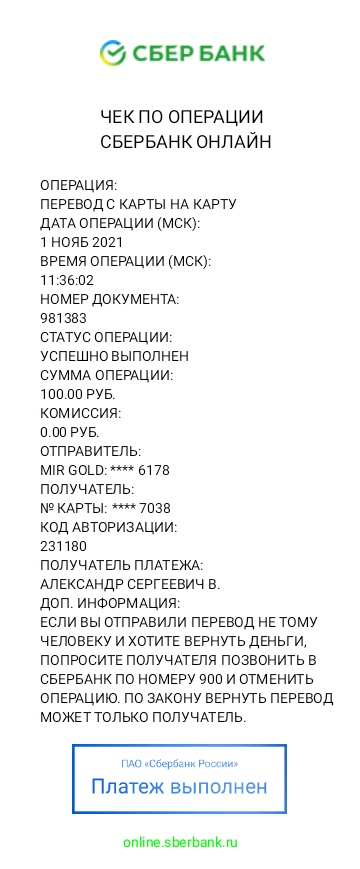 СБЕР БАНК
ЧЕК ПО ОПЕРАЦИИ
СБЕРБАНК ОНЛАЙН
ОПЕРАЦИЯ:
ПЕРЕВОД С КАРТЫ НА КАРТУ
ДАТА ОПЕРАЦИИ (МСК):
1 НОЯБ 2021
ВРЕМЯ ОПЕРАЦИИ (МСК):
11:36:02
НОМЕР ДОКУМЕНТА:
981383
СТАТУС ОПЕРАЦИИ:
УСПЕШНО ВЫПОЛНЕН
СУММА ОПЕРАЦИИ:
100.00 РУБ.
КОМИССИЯ:
0.00 РУБ.
ОТПРАВИТЕЛЬ:
MIR GOLD: **** 6178
ПОЛУЧАТЕЛЬ:
№ КАРТЫ: **** 7038
КОД АВТОРИЗАЦИИ:
231180
ПОЛУЧАТЕЛЬ ПЛАТЕЖА:
АЛЕКСАНДР СЕРГЕЕВИЧ В.
ДОП. ИНФОРМАЦИЯ:
ЕСЛИ ВЫ ОТПРАВИЛИ ПЕРЕВОД НЕ ТОМУ
ЧЕЛОВЕКУ И ХОТИТЕ ВЕРНУТЬ ДЕНЬГИ,
ПОПРОСИТЕ ПОЛУЧАТЕЛЯ ПОЗВОНИТЬ В
СБЕРБАНК ПО НОМЕРУ 900 И ОТМЕНИТЬ
ОПЕРАЦИЮ. ПО ЗАКОНУ ВЕРНУТЬ ПЕРЕВОД
МОЖЕТ ТОЛЬКО ПОЛУЧАТЕЛЬ.
ПАО «Сбербанк России»
Платеж выполнен
online.sberbank.ru